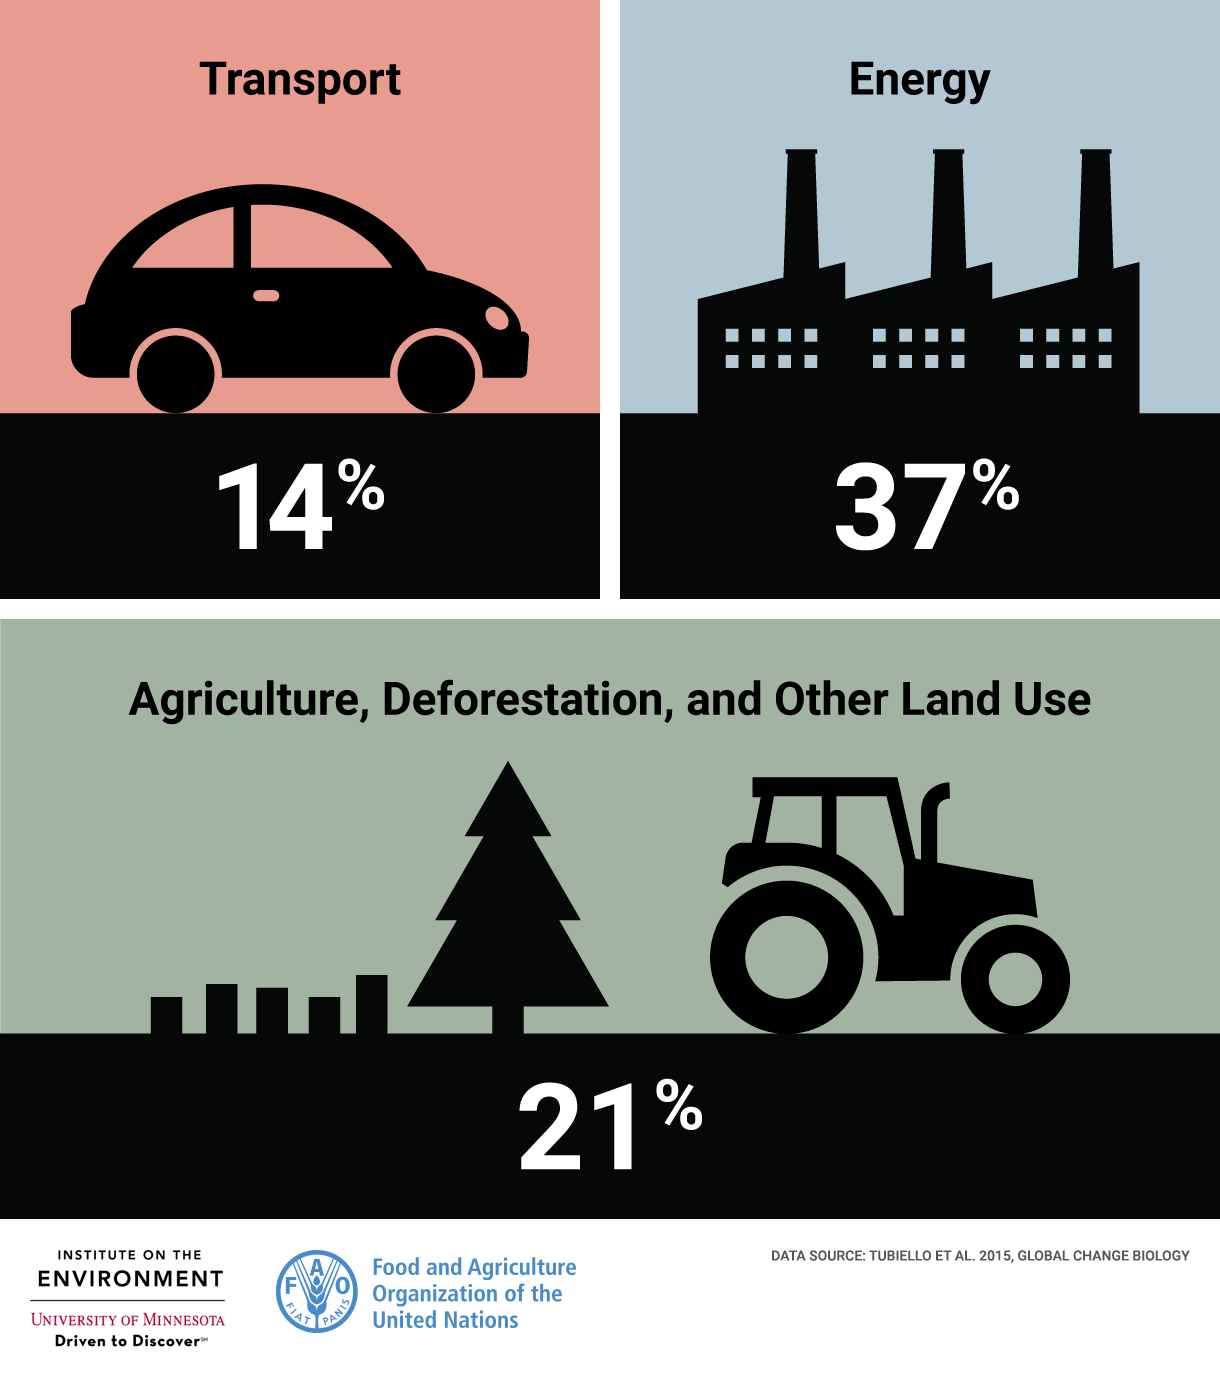 Transport
14%
Energy
37%
Agriculture, Deforestation, and Other Land Use
21%
INSTITUTE ON THE
ENVIRONMENT
UNIVERSITY OF MINNESOTA
Driven to Discover℠
F A O
FIAT PANIS
Food and Agriculture
Organization of the
United Nations
DATA SOURCE: TUBIELLO ET AL. 2015, GLOBAL CHANGE BIOLOGY